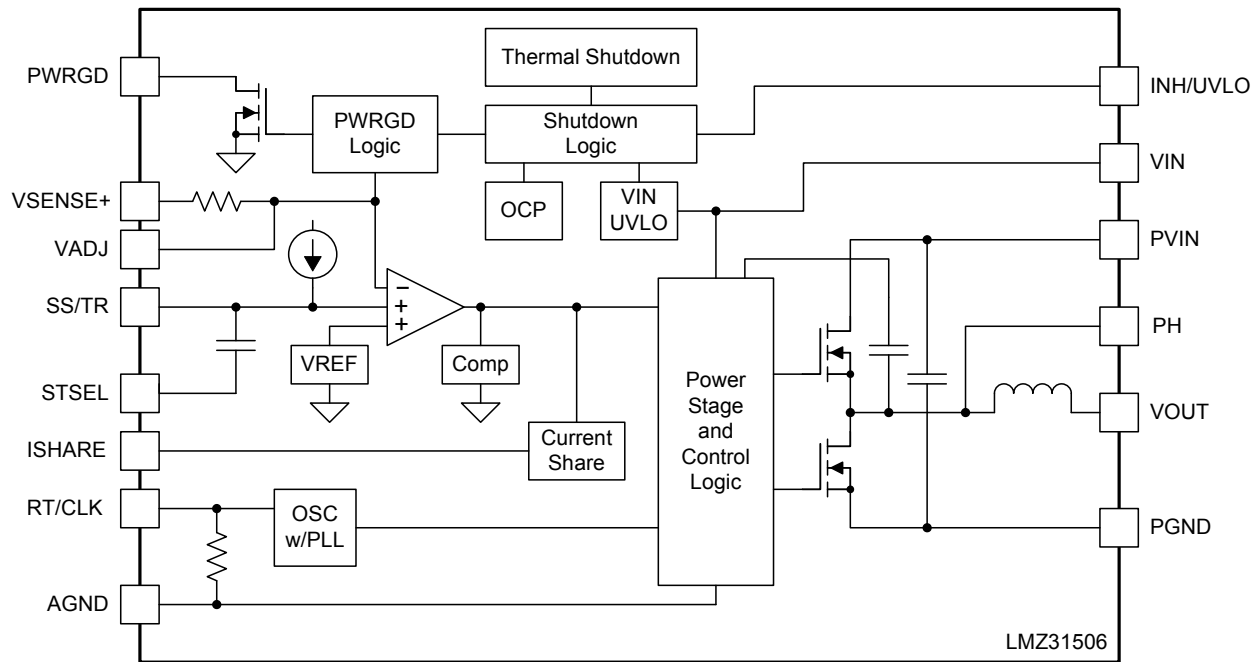 PWRGD
VSENSE+
VADJ
SS/TR
STSEL
ISHARE
RT/CLK
AGND
Thermal Shutdown
PWRGD
Logic
Shutdown
Logic
OCP
VIN
UVLO
−
+
+
VREF
Comp
Current
Share
OSC
w/PLL
Power
Stage
and
Control
Logic
INH/UVLO
VIN
PVIN
PH
VOUT
PGND
LMZ31506